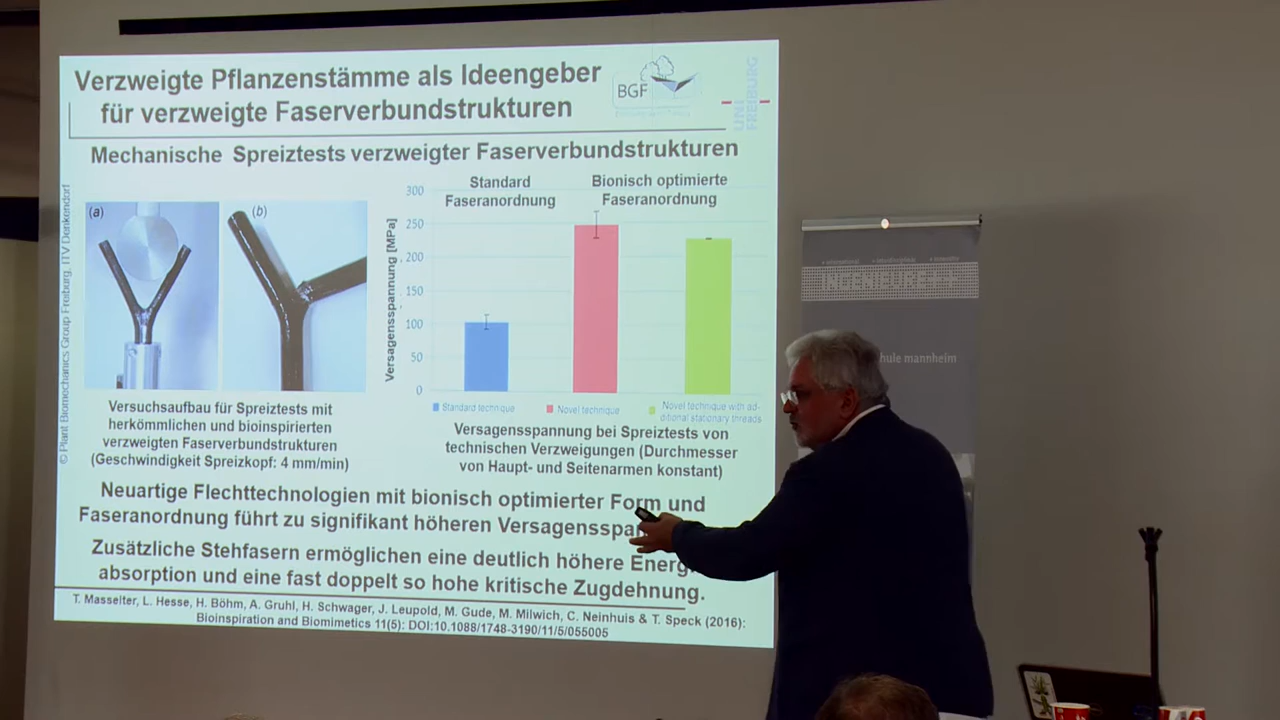 Verzweigte Pflanzenstämme als Ideengeber
für verzweigte Faserverbundstrukturen
BGF
UNI
FREIBURG
Mechanische Spreiztests verzweigter Faserverbundstrukturen
© Plant Biomechanics Group Freiburg, ITV Denkendorf
(a)
(b)
Versuchsaufbau für Spreiztests mit
herkömmlichen und bioinspirierten
verzweigten Faserverbundstrukturen
(Geschwindigkeit Spreizkopf: 4 mm/min)
Standard
Faseranordnung
Bionisch optimierte
Faseranordnung
Versagensspannung [MPa]
300
250
200
150
100
50
0
Standard technique
Novel technique
Novel technique with ad-
ditional stationary threads
Versagensspannung bei Spreiztests von
technischen Verzweigungen (Durchmesser
von Haupt- und Seitenarmen konstant)
Neuartige Flechttechnologien mit bionisch optimierter Form und
Faseranordnung führt zu signifikant höheren Versagensspa
Zusätzliche Stehfasern ermöglichen eine deutlich höhere Energ
absorption und eine fast doppelt so hohe kritische Zugdehnung.
T. Masselter, L. Hesse, H. Böhm, A. Gruhl, H. Schwager, J. Leupold, M. Gude, M. Milwich, C. Neinhuis & T. Speck (2016):
Bioinspiration and Biomimetics 11(5): DOI:10.1088/1748-3190/11/5/055005
hule mannheim